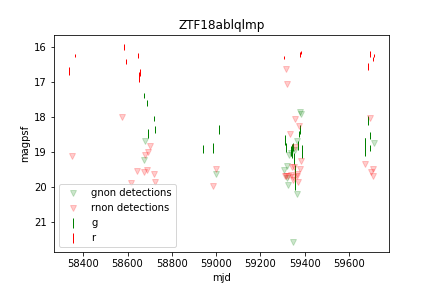 ZTF18ablqlmp
16
17
18
19
20
21
magpsf
gnon detections
rnon detections
g
r
58400 58600 58800 59000 59200 59400 59600
mjd